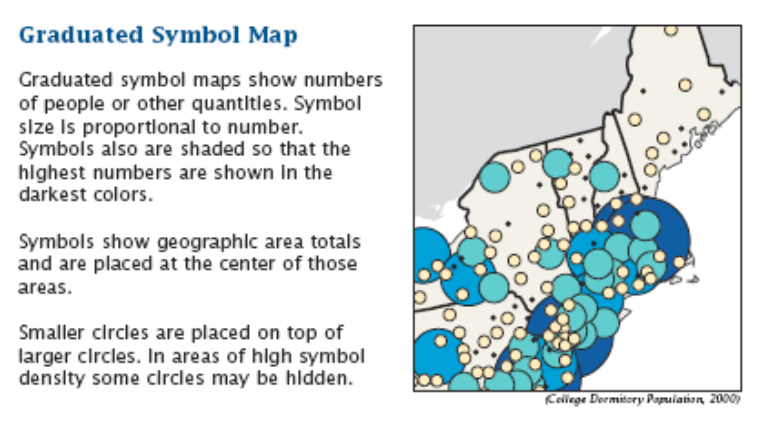 Graduated Symbol Map
Graduated symbol maps show numbers
of people or other quantities. Symbol
size is proportional to number.
Symbols also are shaded so that the
highest numbers are shown in the
darkest colors.
Symbols show geographic area totals
and are placed at the center of those
areas.
Smaller circles are placed on top of
larger circles. In areas of high symbol
density some circles may be hidden.
(College Dormitory Population, 2000)